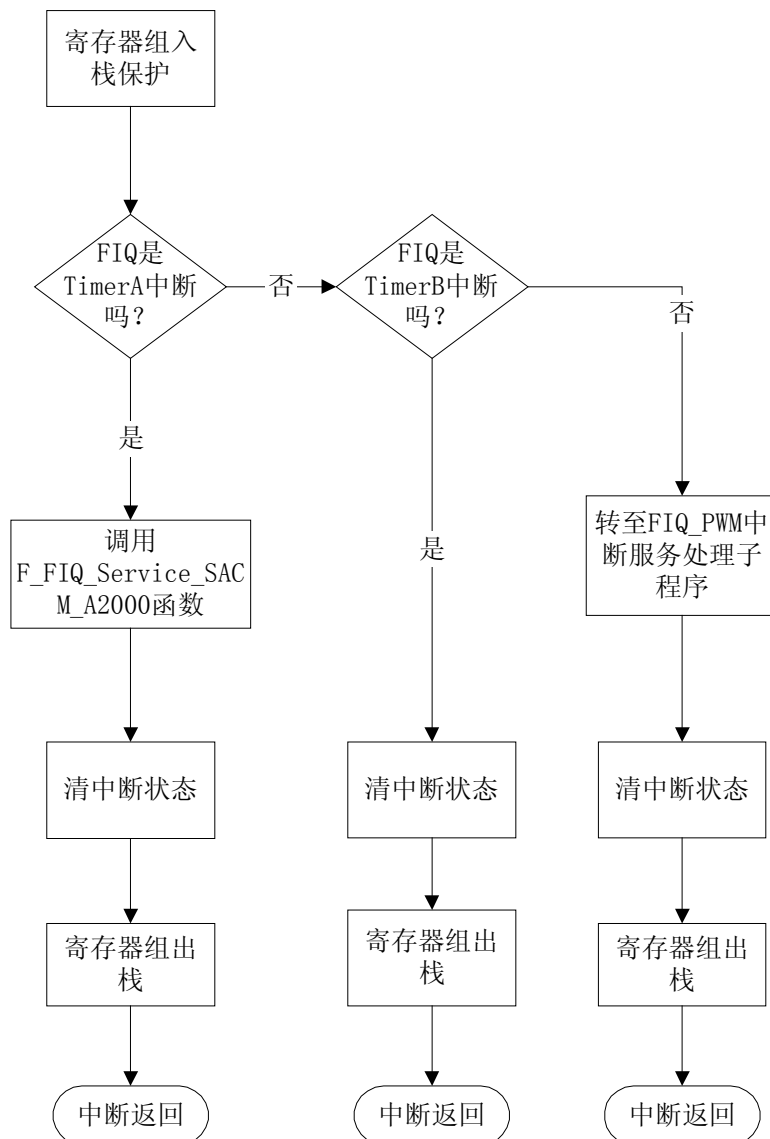 寄存器组入
栈保护
FIQ是
TimerA中断
吗?
否
FIQ是
TimerB中断
吗?
否
是
调用
F_FIQ_Service_SAC
M_A2000函数
是
转至FIQ_PWM中
断服务处理子
程序
清中断状态
清中断状态
清中断状态
寄存器组出
栈
寄存器组出
栈
寄存器组出
栈
中断返回
中断返回
中断返回